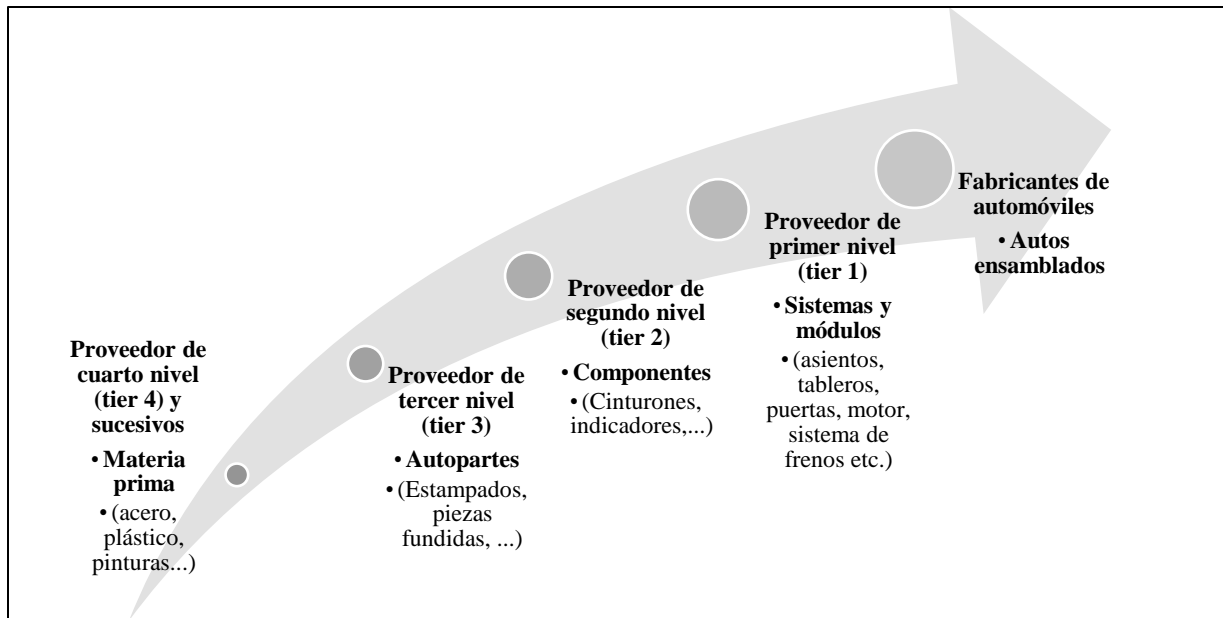 Proveedor de
cuarto nivel
(tier 4) y
sucesivos
• Materia
prima
• (acero,
plástico,
pinturas...)
Proveedor de
tercer nivel
(tier 3)
• Autopartes
• (Estampados,
piezas
fundidas, ...)
Proveedor de
segundo nivel
(tier 2)
• Componentes
• (Cinturones,
indicadores,...)
Proveedor de
primer nivel
(tier 1)
• Sistemas y
módulos
• (asientos,
tableros,
puertas, motor,
sistema de
frenos etc.)
Fabricantes de
automóviles
• Autos
ensamblados